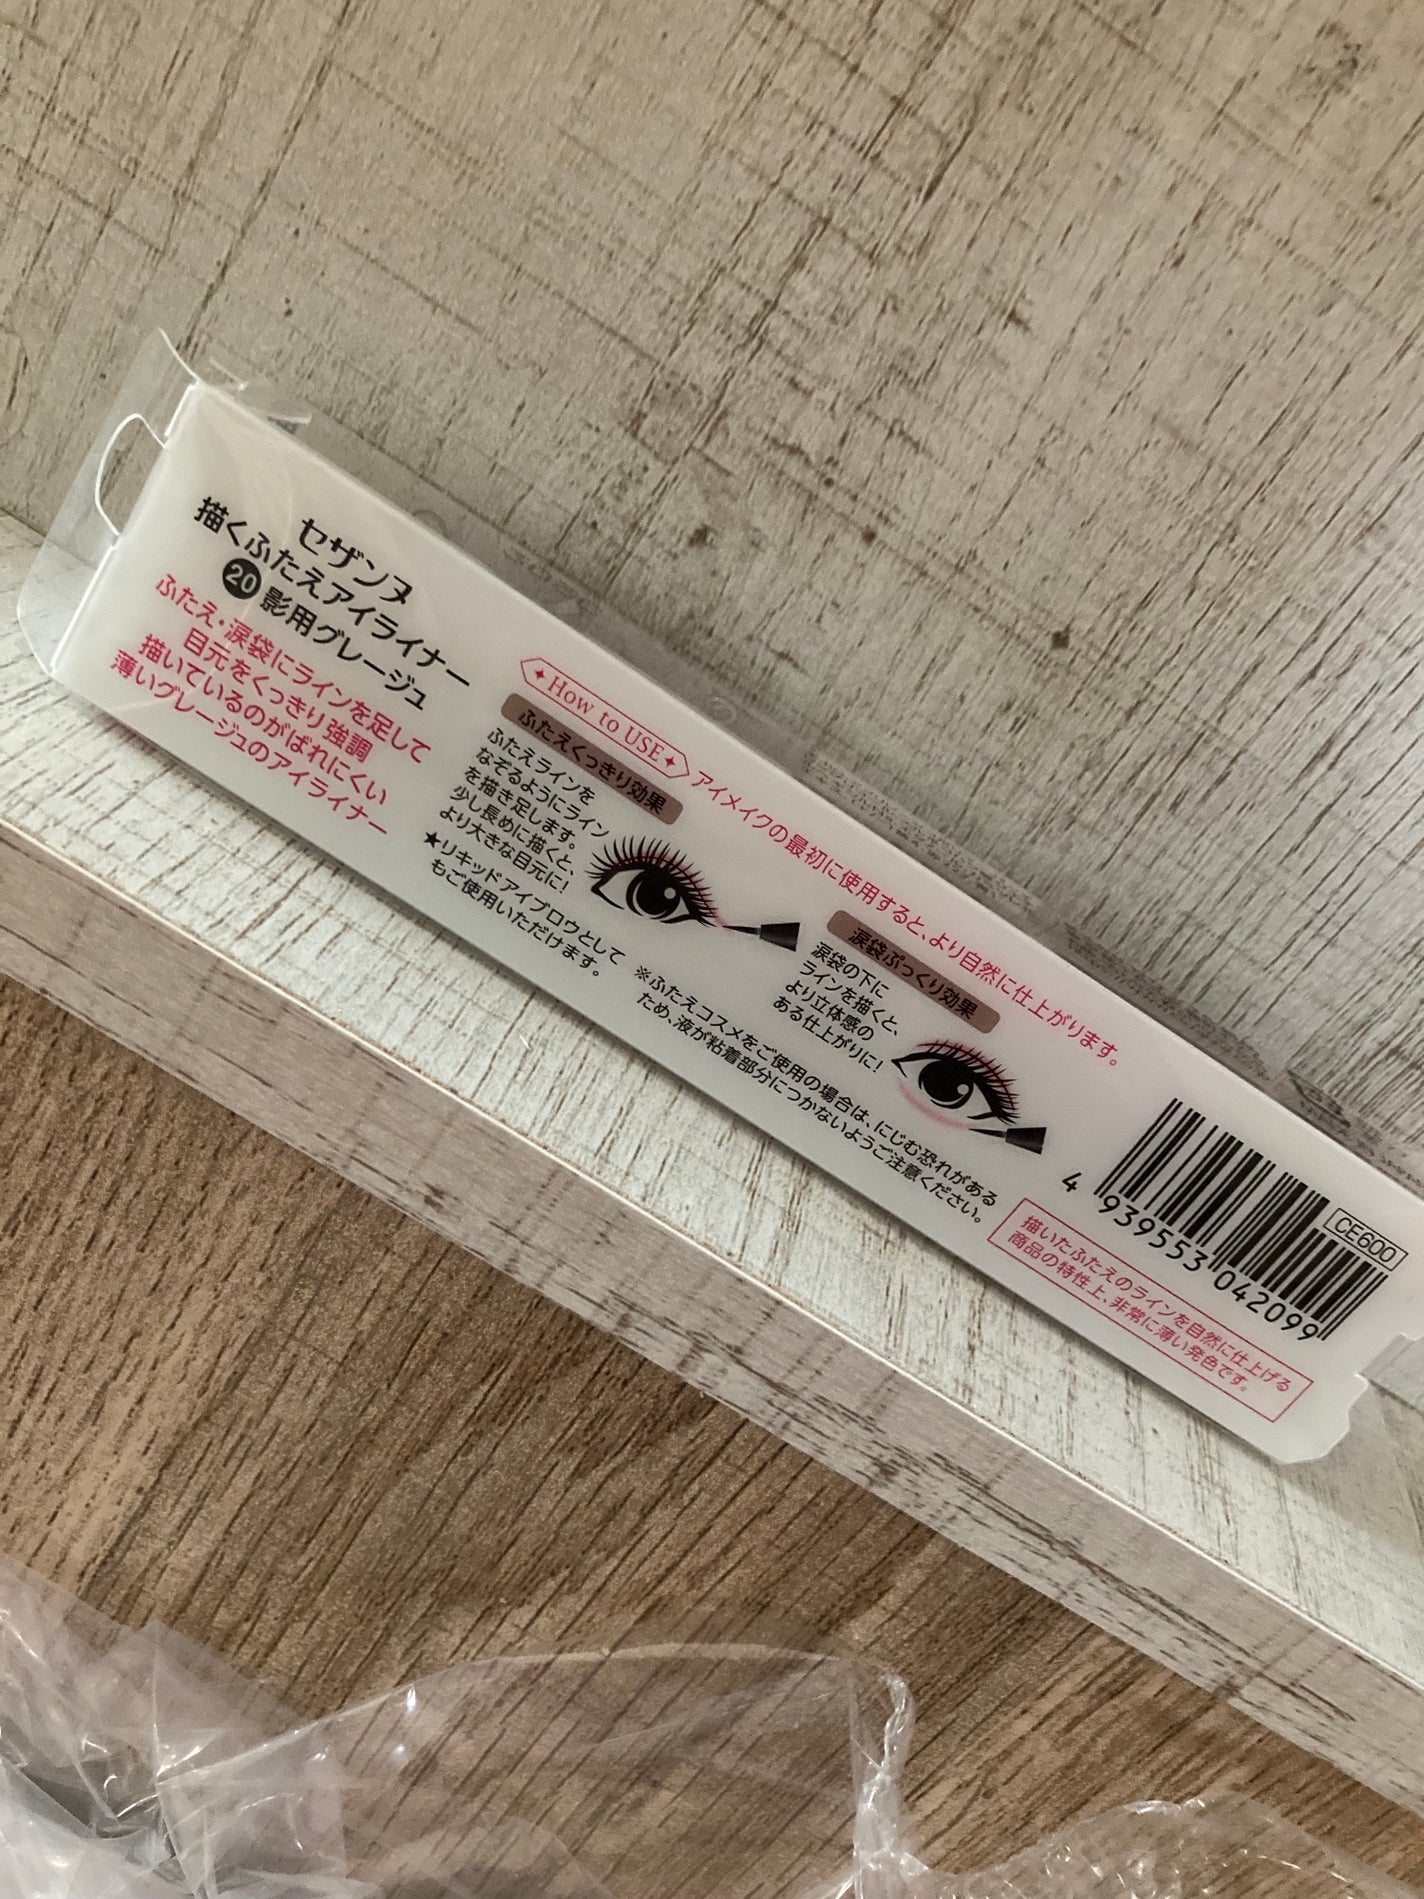 セザンヌ
描くふたえアイライナー
20 影用グレージュ
ふたえ・涙袋にラインを足して
目元をくっきり強調
描いているのがばれにくい
薄いグレージュのアイライナー
How to USE
アイメイクの最初に使用すると、より自然に仕上がります。
ふたえくっきり効果
ふたえラインを
なぞるようにライン
を描き足します。
少し長めに描くと、
より大きな目元に!
★リキッドアイブロウとして
もご使用いただけます。
涙袋ぷっくり効果
涙袋の下に
ラインを描くと、
より立体感の
ある仕上がりに!
※ふたえコスメをご使用の場合は、にじむ恐れがある
ため、液が粘着部分につかないようご注意ください。
CE600
4 939553 042099
描いたふたえのラインを自然に仕上げる
商品の特性上、非常に薄い発色です。